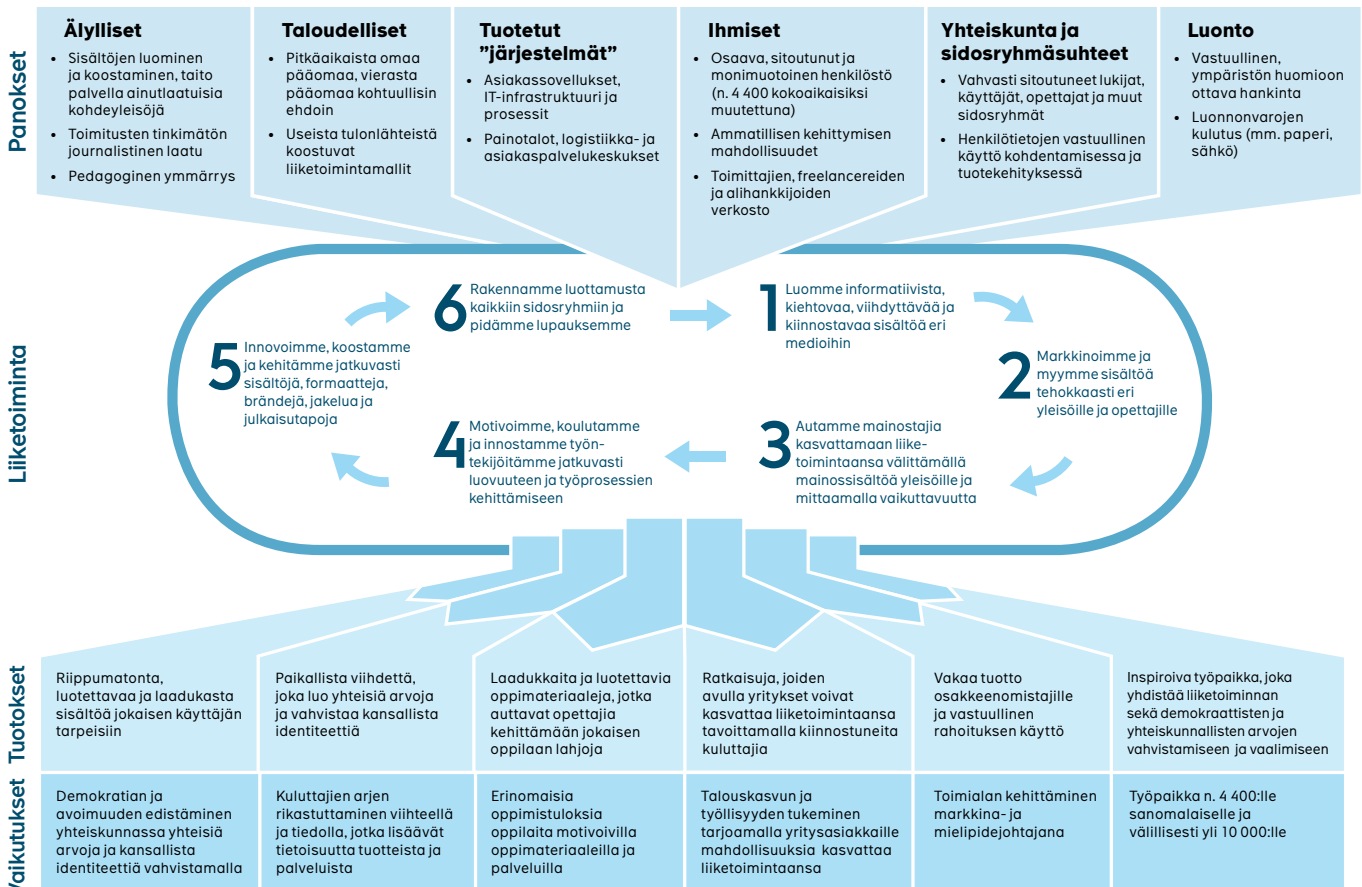 Panokset
Älylliset
• Sisältöjen luominen
ja koostaminen, taito
palvella ainutlaatuisia
kohdeyleisöjä
• Toimitusten tinkimätön
journalistinen laatu
• Pedagoginen ymmärrys
Taloudelliset
• Pitkäaikaista omaa
pääomaa, vierasta
pääomaa kohtuullisin
ehdoin
• Useista tulonlähteistä
koostuvat
liiketoimintamallit
Tuotetut
”järjestelmät”
• Asiakassovellukset,
IT-infrastruktuuri ja
prosessit
• Painotalot, logistiikka- ja
asiakaspalvelukeskukset
Ihmiset
• Osaava, sitoutunut ja
monimuotoinen henkilöstö
(n. 4 400 kokoaikaisiksi
muutettuna)
• Ammatillisen kehittymisen
mahdollisuudet
• Toimittajien, freelancereiden
ja alihankkijoiden
verkosto
Yhteiskunta ja
sidosryhmäsuhteet
• Vahvasti sitoutuneet lukijat,
käyttäjät, opettajat ja muut
sidosryhmät
• Henkilötietojen vastuullinen
käyttö kohdentamisessa ja
tuotekehityksessä
Luonto
• Vastuullinen,
ympäristön huomioon
ottava hankinta
• Luonnonvarojen
kulutus (mm. paperi,
sähkö)
Liiketoiminta
1
Luomme informatiivista,
kiehtovaa, viihdyttävää ja
kiinnostavaa sisältöä eri
medioihin
2
Markkinoimme ja
myymme sisältöä
tehokkaasti eri
yleisöille ja opettajille
3
Autamme mainostajia
kasvattamaan liike-
toimintaansa välittämällä
mainossisältöä yleisöille ja
mittaamalla vaikuttavuutta
4
Motivoimme, koulutamme
ja innostamme työn-
tekijöitämme jatkuvasti
luovuuteen ja työprosessien
kehittämiseen
5
Innovoimme, koostamme
ja kehitämme jatkuvasti
sisältöjä, formaatteja,
brändejä, jakelua ja
julkaisutapoja
6
Rakennamme luottamusta
kaikkiin sidosryhmiin ja
pidämme lupauksemme
Tuotokset
Riippumatonta,
luotettavaa ja laadukasta
sisältöä jokaisen käyttäjän
tarpeisiin
Paikallista viihdettä,
joka luo yhteisiä arvoja
ja vahvistaa kansallista
identiteettiä
Laadukkaita ja luotettavia
oppimateriaaleja, jotka
auttavat opettajia
kehittämään jokaisen
oppilaan lahjoja
Ratkaisuja, joiden
avulla yritykset voivat
kasvattaa liiketoimintaansa
tavoittamalla kiinnostuneita
kuluttajia
Vakaa tuotto
osakkeenomistajille
ja vastuullinen
rahoituksen käyttö
Inspiroiva työpaikka, joka
yhdistää liiketoiminnan
sekä demokraattisten ja
yhteiskunnallisten arvojen
vahvistamiseen ja vaalimiseen
Vaikutukset
Demokratian ja
avoimuuden edistäminen
yhteiskunnassa yhteisiä
arvoja ja kansallista
identiteettiä vahvistamalla
Kuluttajien arjen
rikastuttaminen viihteellä
ja tiedolla, jotka lisäävät
tietoisuutta tuotteista ja
palveluista
Erinomaisia
oppimistuloksia
oppilaita motivoivilla
oppimateriaaleilla ja
palveluilla
Talouskasvun ja
työllisyyden tukeminen
tarjoamalla yritysasiakkaille
mahdollisuuksia kasvattaa
liiketoimintaansa
Toimialan kehittäminen
markkina- ja
mielipidejohtajana
Työpaikka n. 4 400:lle
sanomalaiselle ja
välillisesti yli 10 000:lle